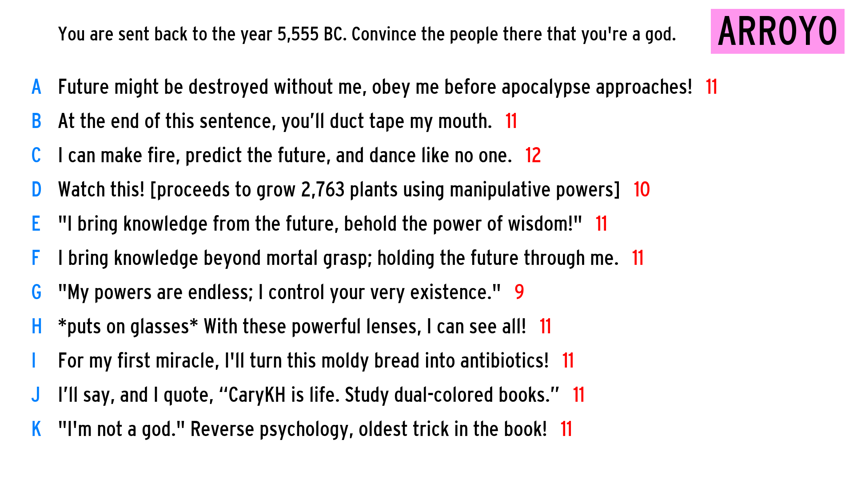 You are sent back to the year 5,555 BC. Convince the people there that you're a god.
ARROYO
A Future might be destroyed without me, obey me before apocalypse approaches! 11
B At the end of this sentence, you’ll duct tape my mouth. 11
C I can make fire, predict the future, and dance like no one. 12
D Watch this! [proceeds to grow 2,763 plants using manipulative powers] 10
E "I bring knowledge from the future, behold the power of wisdom!" 11
F I bring knowledge beyond mortal grasp; holding the future through me. 11
G "My powers are endless; I control your very existence." 9
H *puts on glasses* With these powerful lenses, I can see all! 11
I For my first miracle, I'll turn this moldy bread into antibiotics! 11
J I’ll say, and I quote, “CaryKH is life. Study dual-colored books.” 11
K "I'm not a god." Reverse psychology, oldest trick in the book! 11